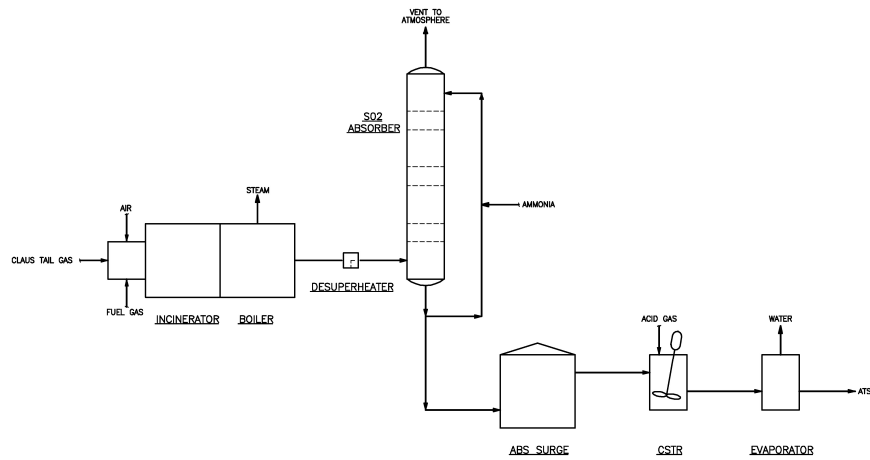 VENT TO
ATMOSPHERE
SO2
ABSORBER
STEAM
AIR
AMMONIA
CLAUS TAIL GAS
DESUPERHEATER
FUEL GAS
INCINERATOR
BOILER
ACID GAS
WATER
ATS
ABS SURGE
CSTR
EVAPORATOR